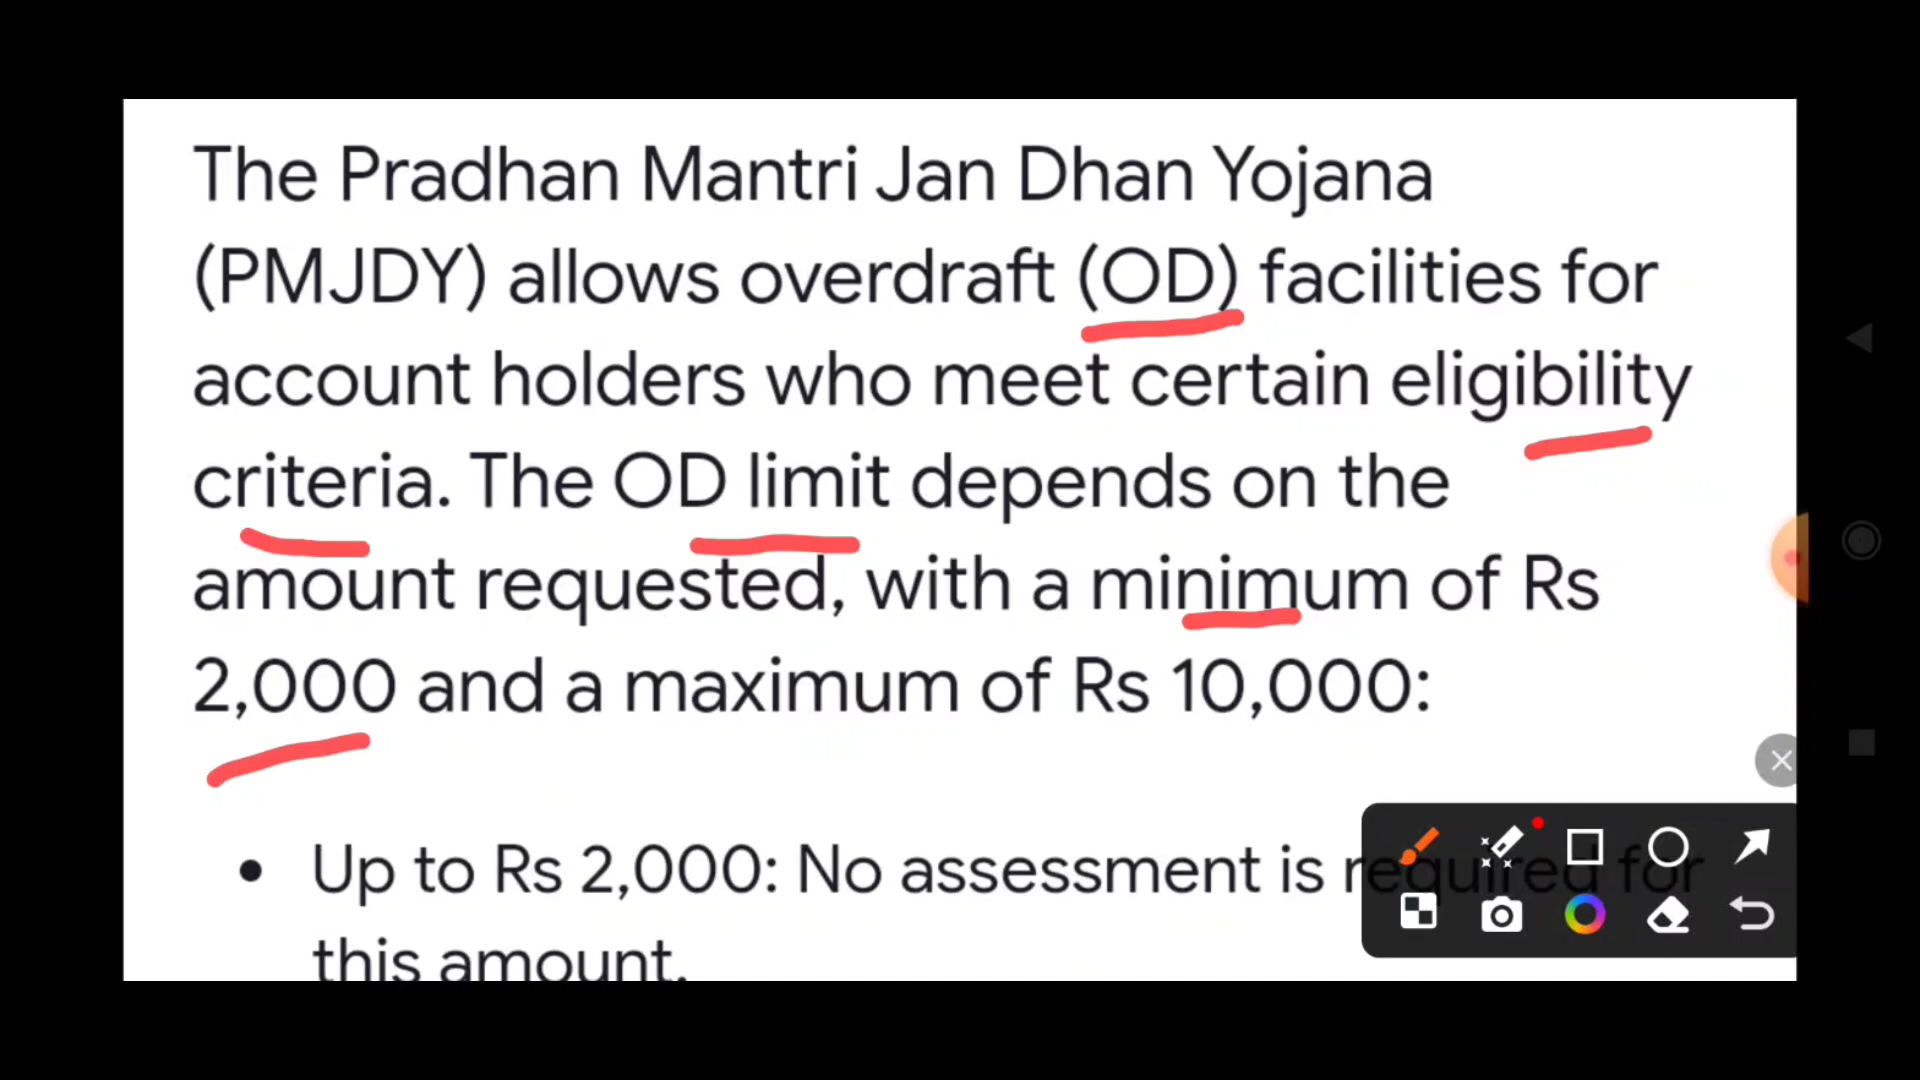 The Pradhan Mantri Jan Dhan Yojana
(PMJDY) allows overdraft (OD) facilities for
account holders who meet certain eligibility
criteria. The OD limit depends on the
amount requested, with a minimum of Rs
2,000 and a maximum of Rs 10,000:
• Up to Rs 2,000: No assessment is required for
this amount.